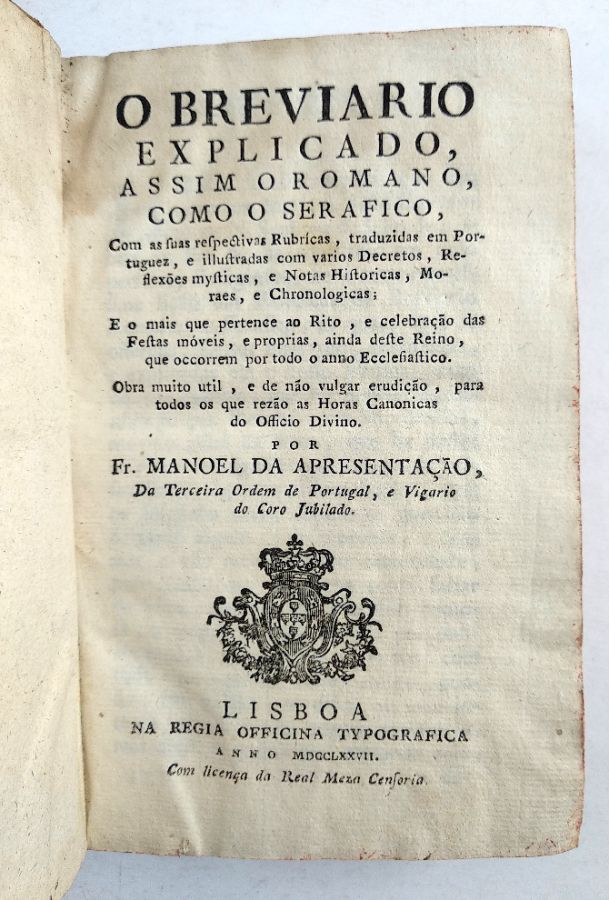 O BREVIARIO
EXPLICADO,
ASSIM O ROMANO,
COMO O SERAFICO,
Com as ſuas reſpectivas Rubricas, traduzidas em Por-
tuguez, e illuſtradas com varios Decretos, Re-
flexões myſticas, e Notas Hiſtoricas, Mo-
raes, e Chronologicas;
E o mais que pertence ao Rito, e celebração das
Feſtas móveis, e proprias, ainda deſte Reino,
que occorrem por todo o anno Eccleſiaſtico.
Obra muito util, e de não vulgar erudição, para
todos os que rezão as Horas Canonicas
do Officio Divino.
POR
Fr. MANOEL DA APRESENTAÇÃO,
Da Terceira Ordem de Portugal, e Vigario
do Coro Jubilado.
LISBOA
NA REGIA OFFICINA TYPOGRAFICA
ANNO MDCCLXXVII.
Com licença da Real Meza Cenſoria.